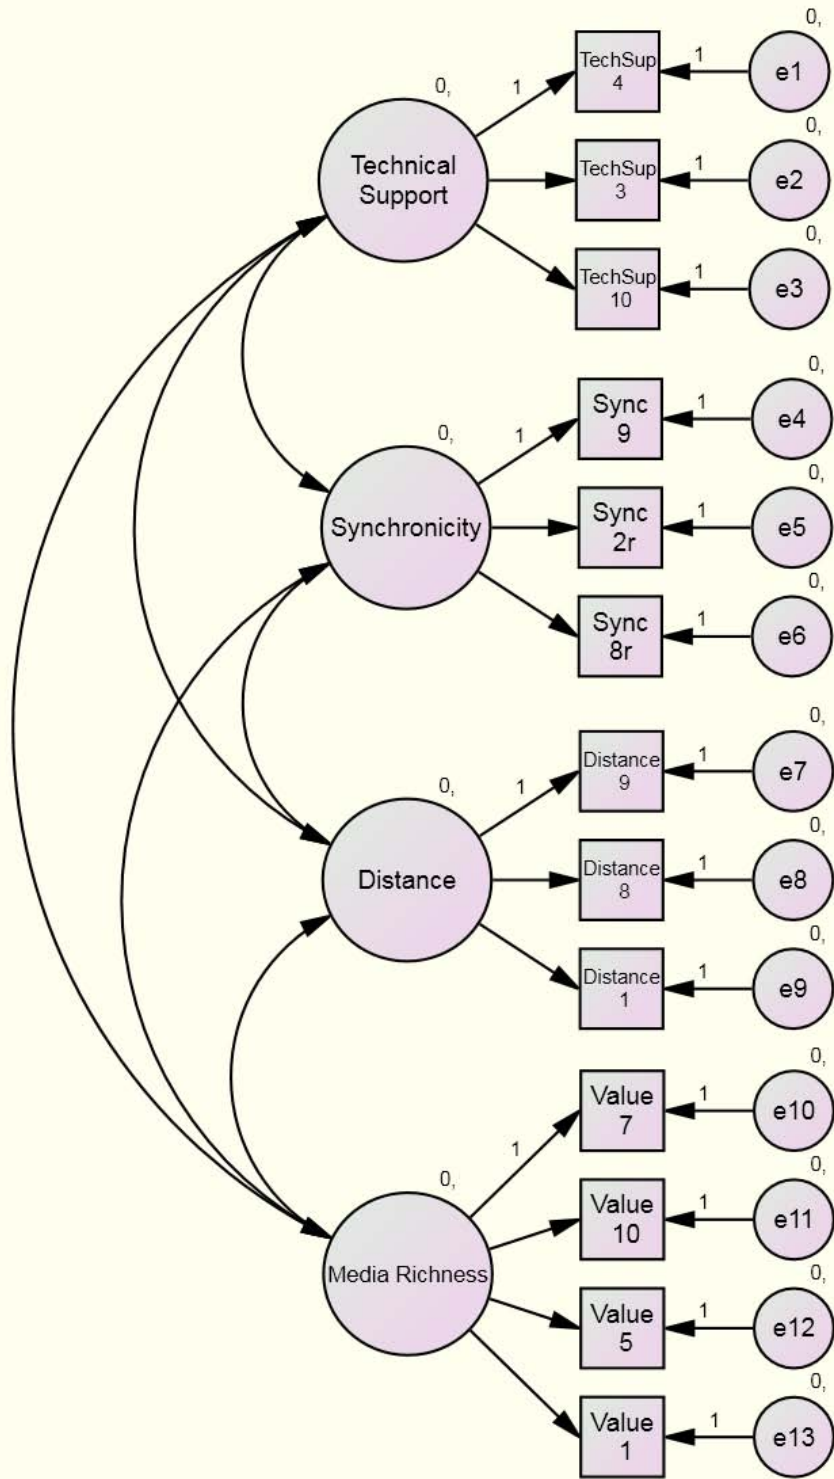 0,
TechSup
4
1
e1
0,
1
0,
Technical
Support
TechSup
3
1
e2
0,
TechSup
10
1
e3
0,
Sync
9
1
e4
0,
1
0,
Synchronicity
Sync
2r
1
e5
0,
Sync
8r
1
e6
0,
Distance
9
1
e7
0,
1
0,
Distance
Distance
8
1
e8
0,
Distance
1
1
e9
0,
Value
7
1
e10
0,
1
0,
Media Richness
Value
10
1
e11
0,
Value
5
1
e12
0,
Value
1
1
e13